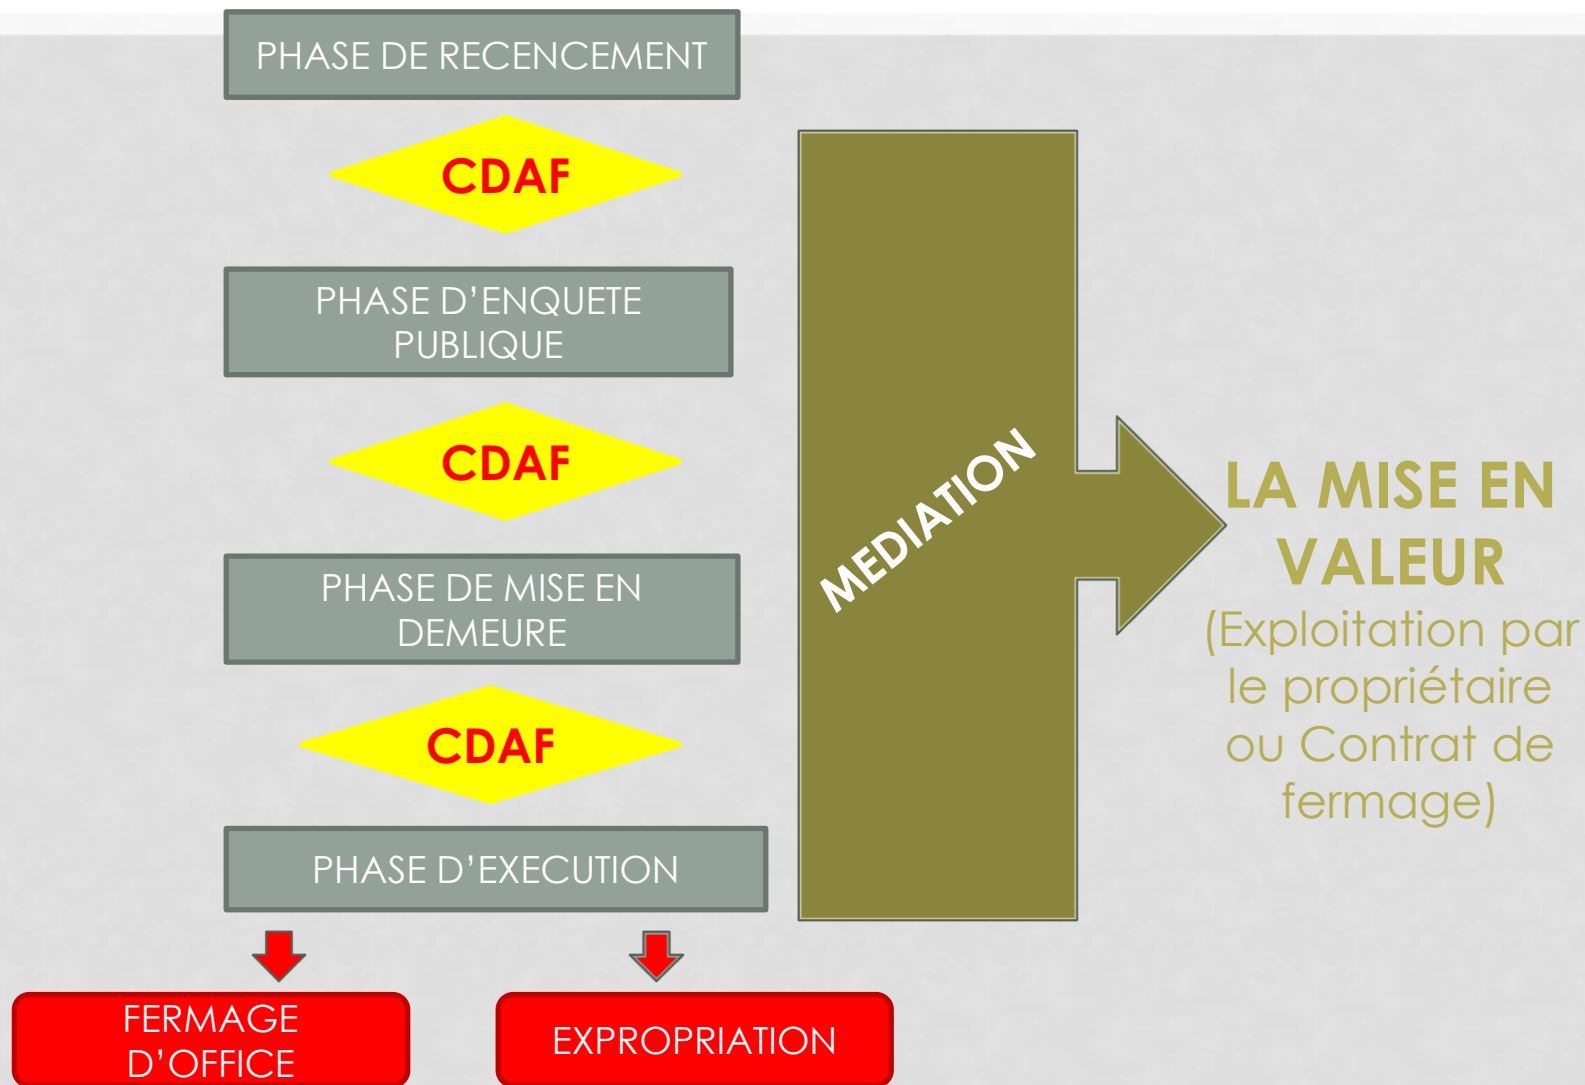 PHASE DE RECENCEMENT
CDAF
PHASE D’ENQUETE
PUBLIQUE
CDAF
PHASE DE MISE EN
DEMEURE
CDAF
PHASE D’EXECUTION
FERMAGE
D’OFFICE
EXPROPRIATION
MEDIATION
LA MISE EN
VALEUR
(Exploitation par
le propriétaire
ou Contrat de
fermage)